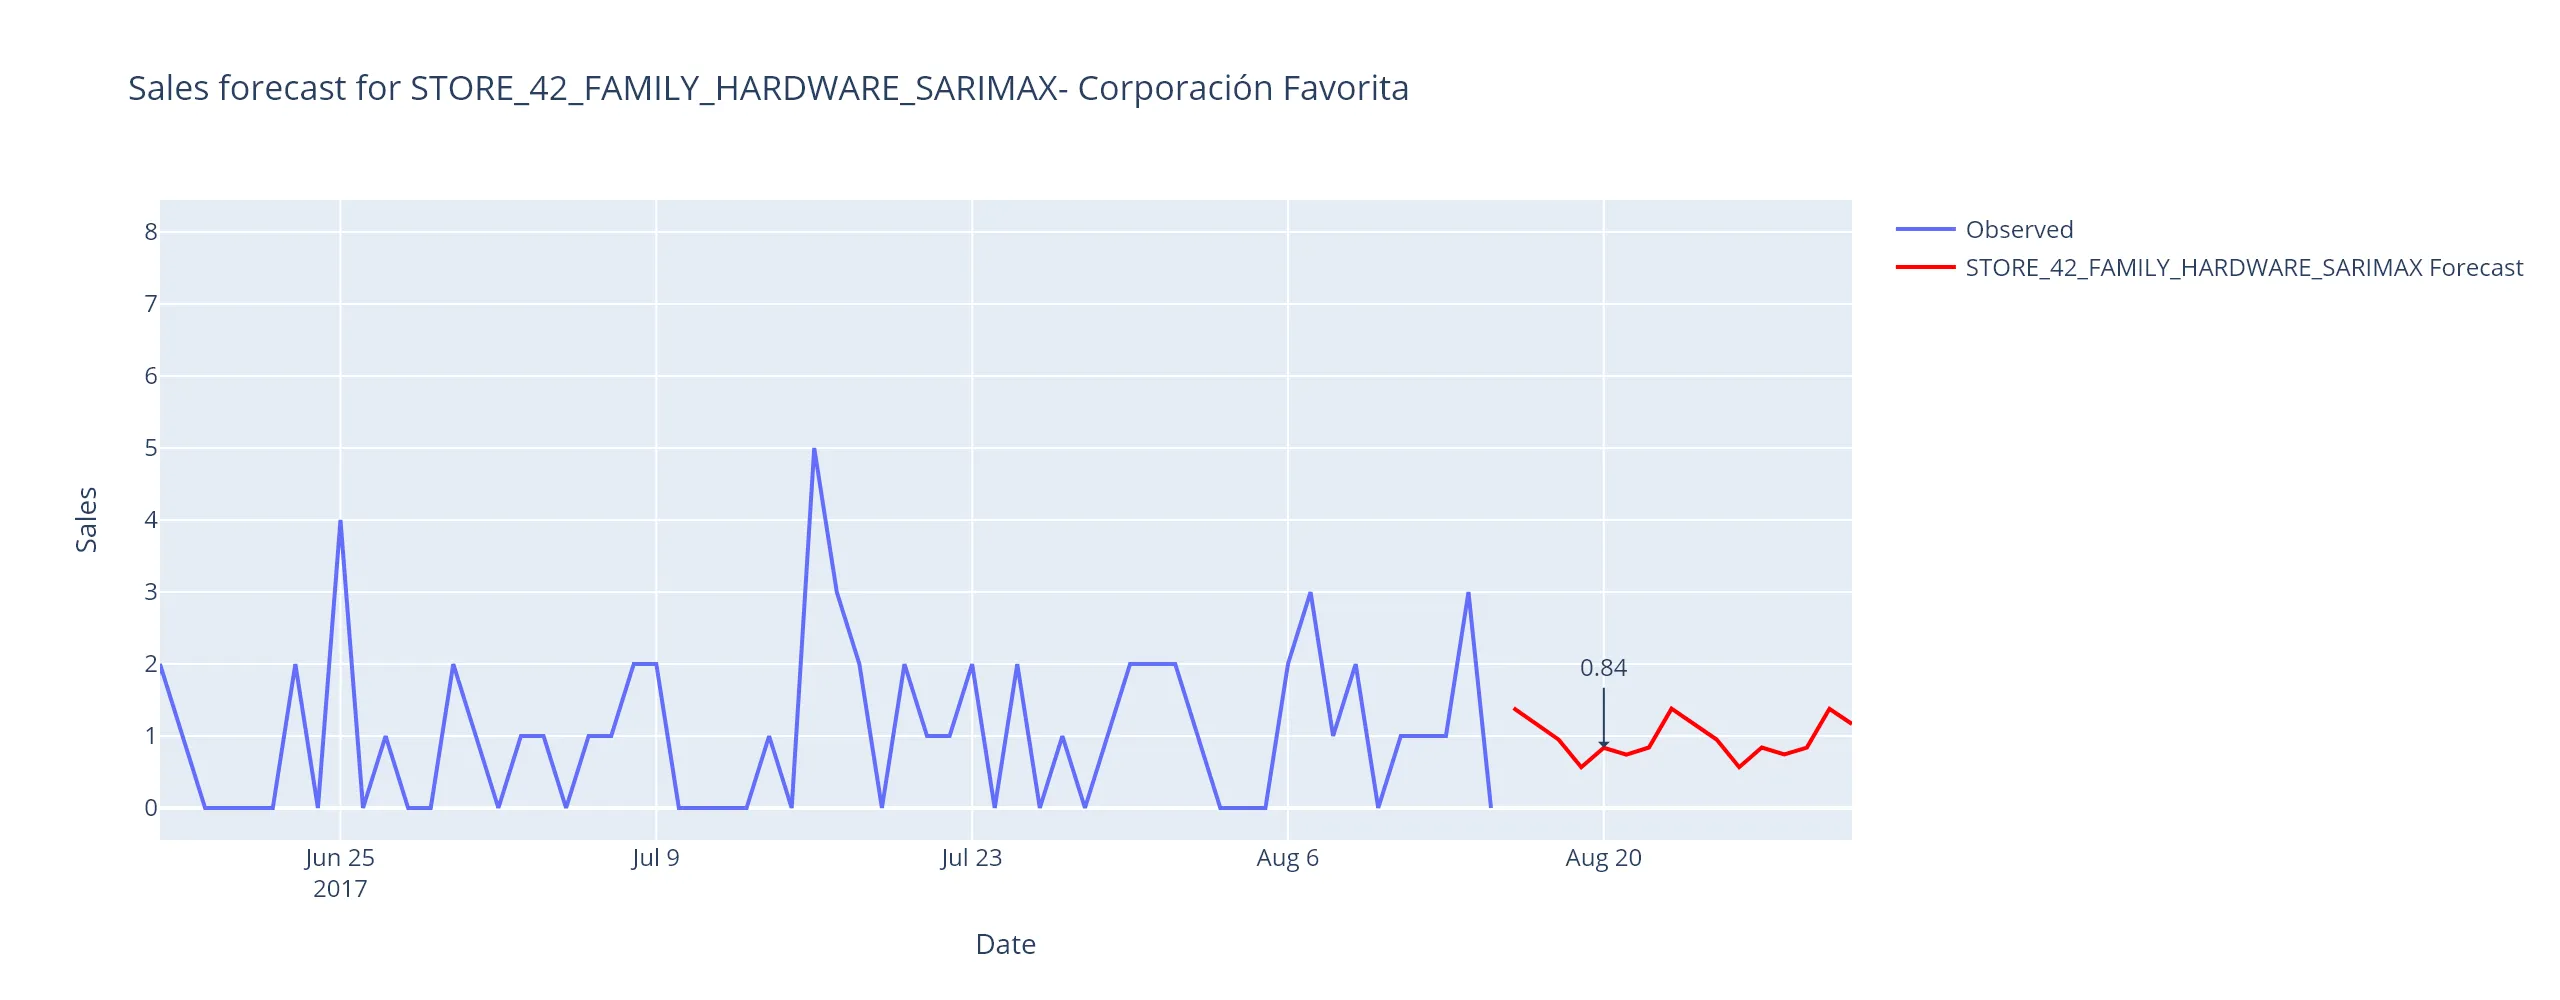 Sales forecast for STORE_42_FAMILY_HARDWARE_SARIMAX- Corporación Favorita
Observed
STORE_42_FAMILY_HARDWARE_SARIMAX Forecast
8
7
6
5
4
3
2
1
0
Sales
0.84
Jun 25
2017
Jul 9
Jul 23
Aug 6
Aug 20
Date